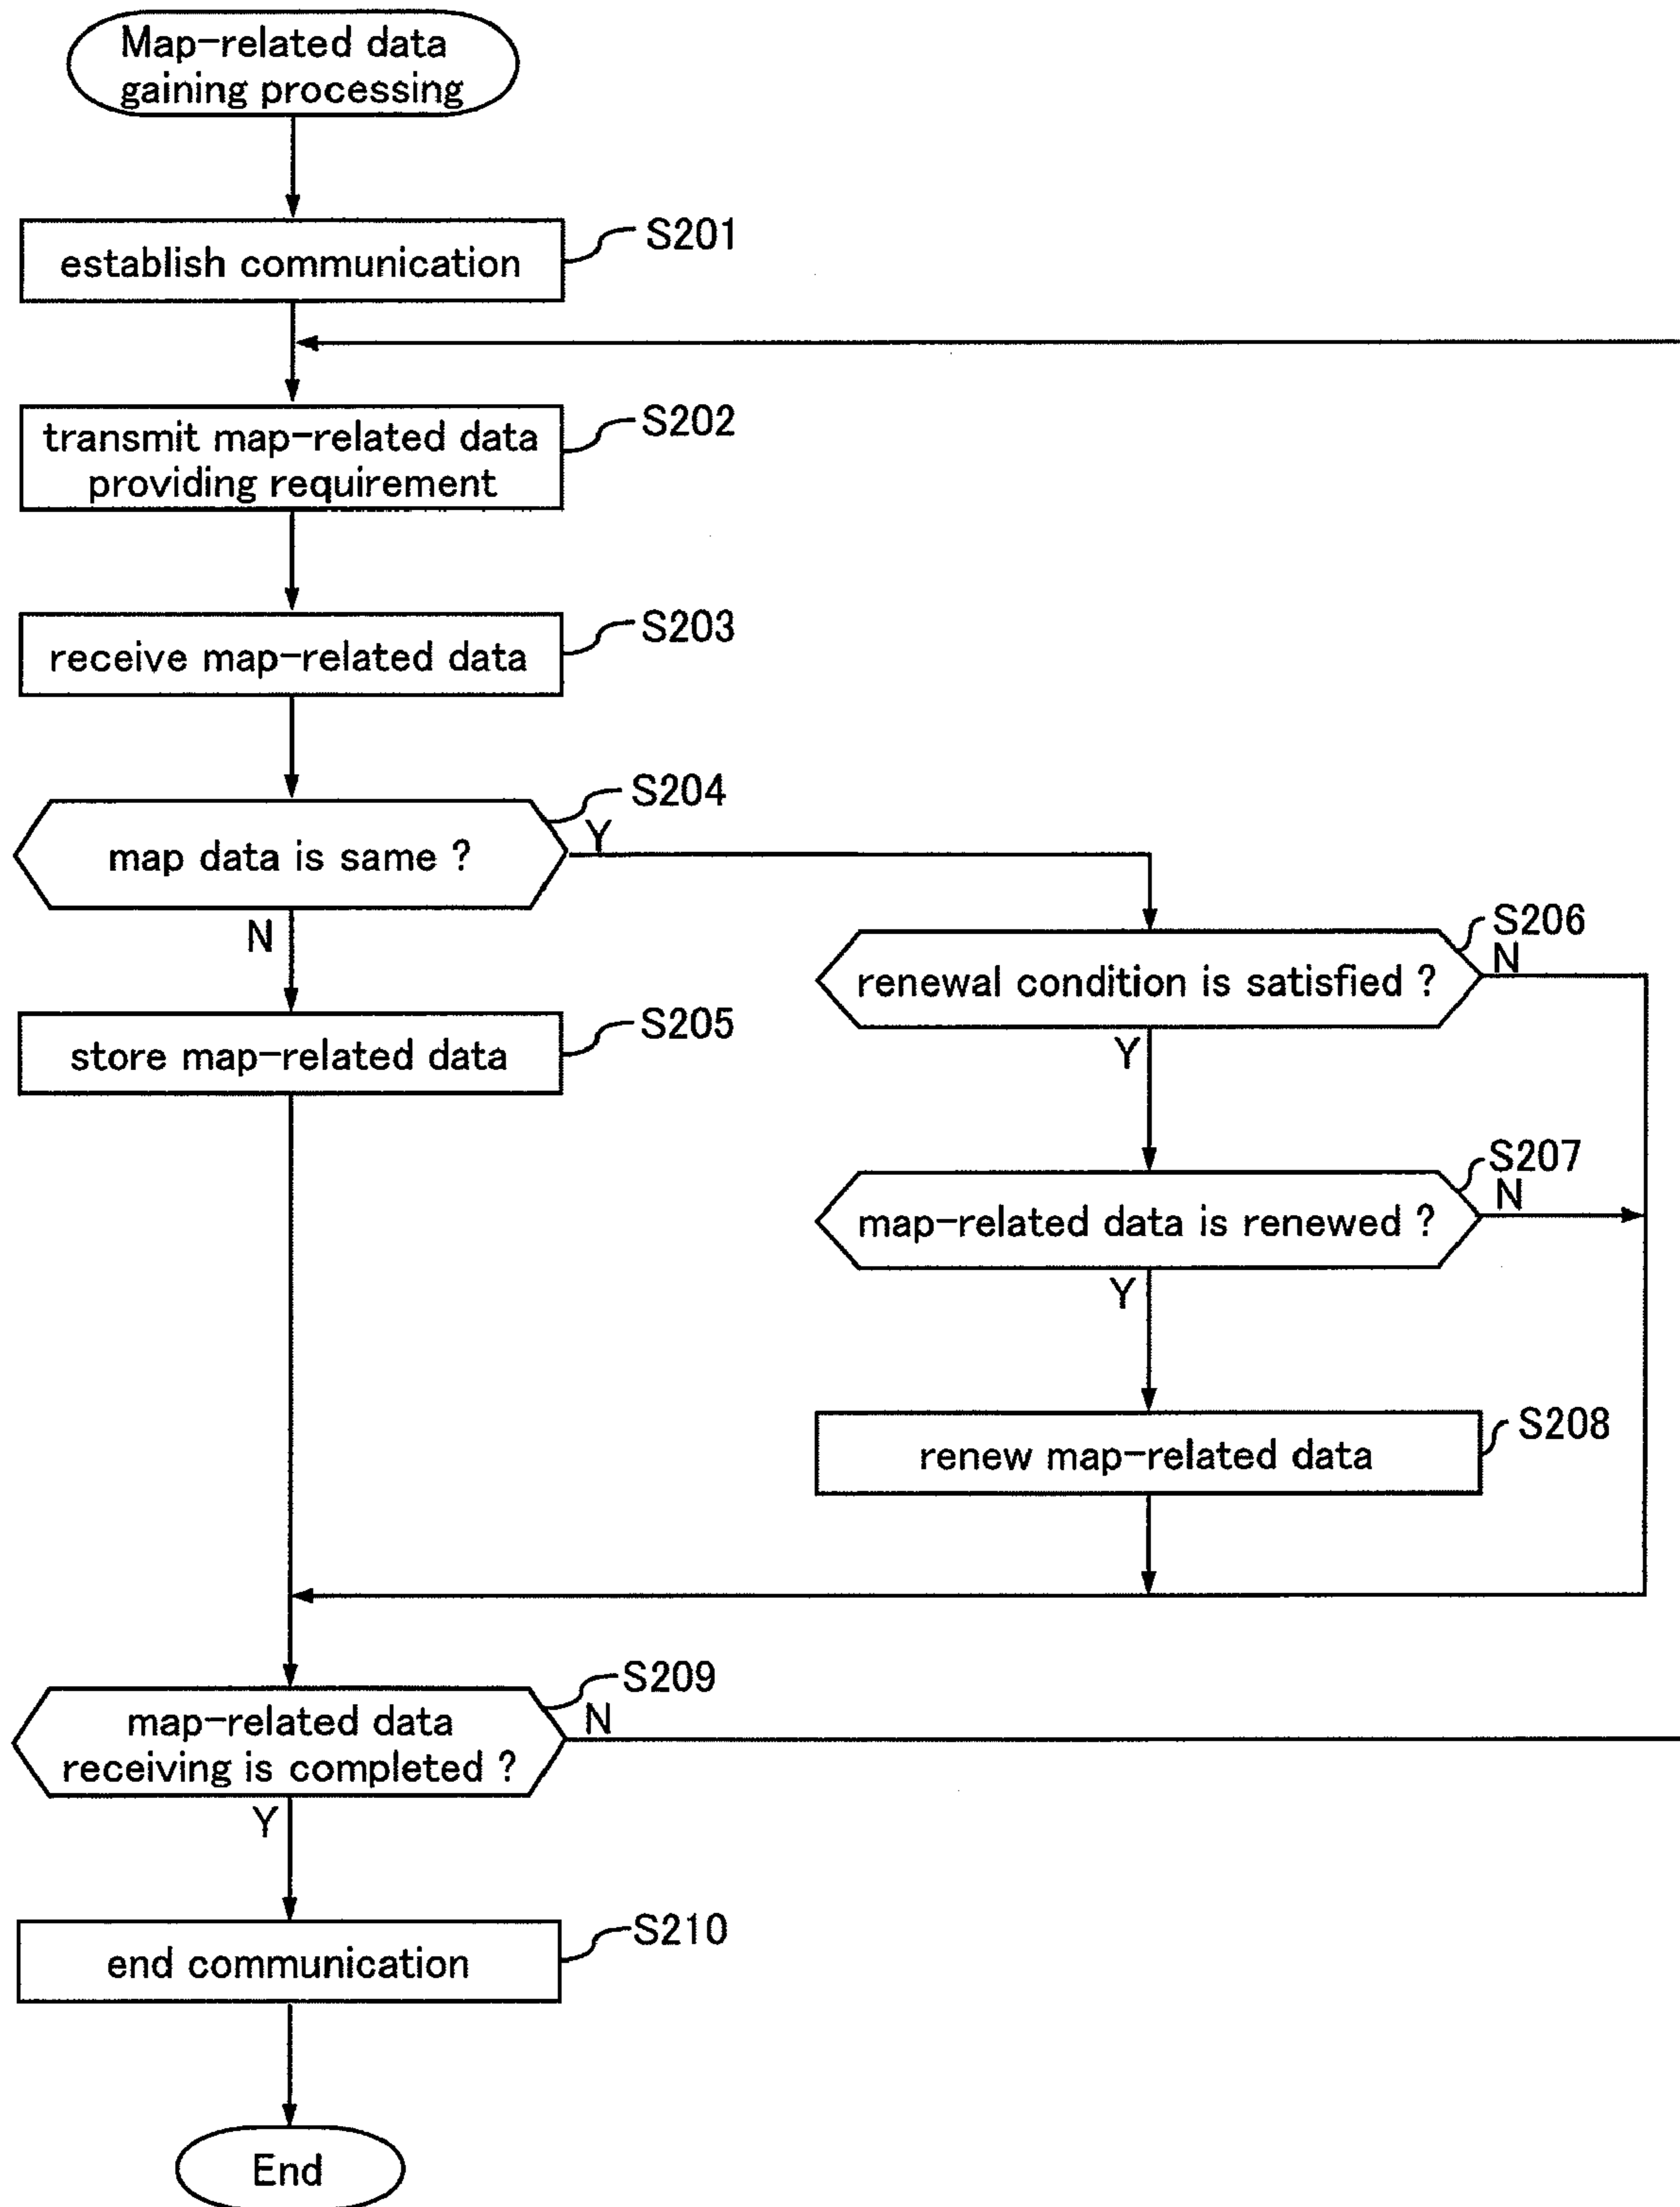 Map-related data
gaining processing
establish communication
S201
transmit map-related data
providing requirement
S202
receive map-related data
S203
map data is same ?
S204
Y
N
store map-related data
S205
renewal condition is satisfied ?
S206
N
Y
map-related data is renewed ?
S207
N
Y
renew map-related data
S208
map-related data
receiving is completed ?
S209
N
Y
end communication
S210
End